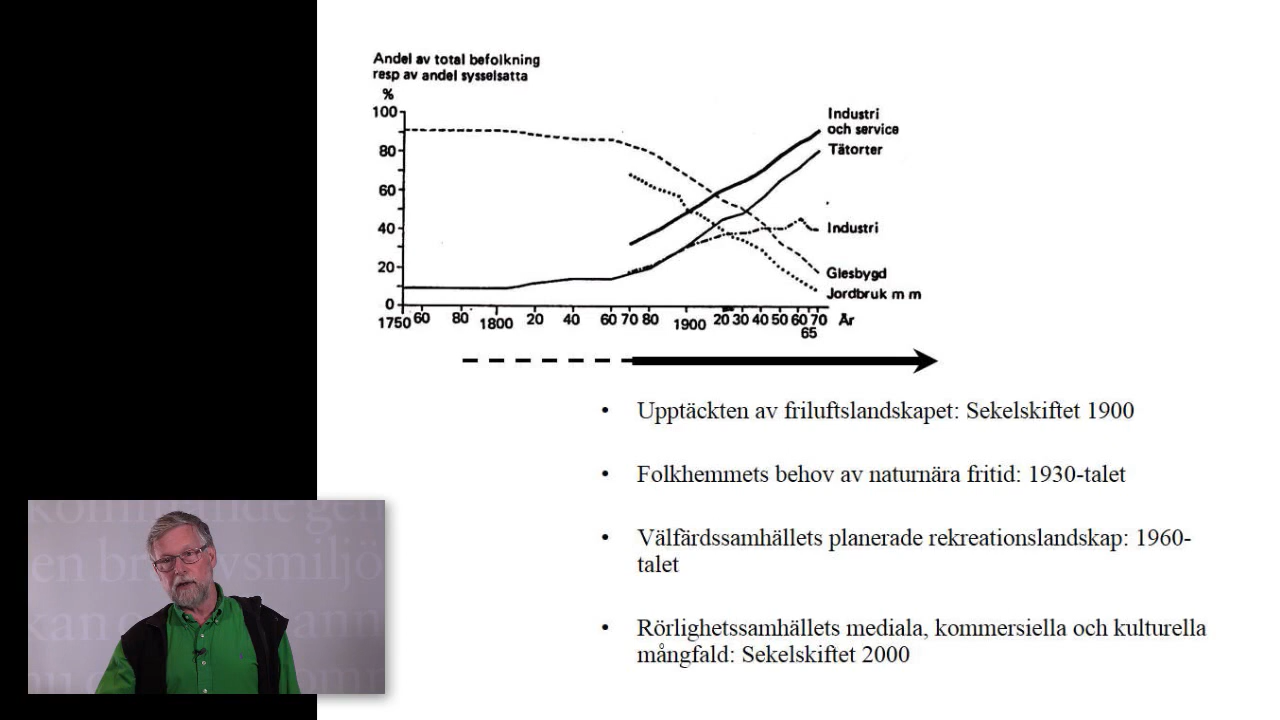 Andel av total befolkning
resp av andel sysselsatta
%
100
80
60
40
20
0
Industri
och service
Tätorter
Industri
Glesbygd
Jordbruk m m
1750 60 80 1800 20 40 60 70 80 1900 20 30 40 50 60 70 År
65
• Upptäckten av friluftslandskapet: Sekelskiftet 1900
• Folkhemmets behov av naturnära fritid: 1930-talet
• Välfärdssamhällets planerade rekreationslandskap: 1960-
talet
• Rörlighetssamhällets mediala, kommersiella och kulturella
mångfald: Sekelskiftet 2000